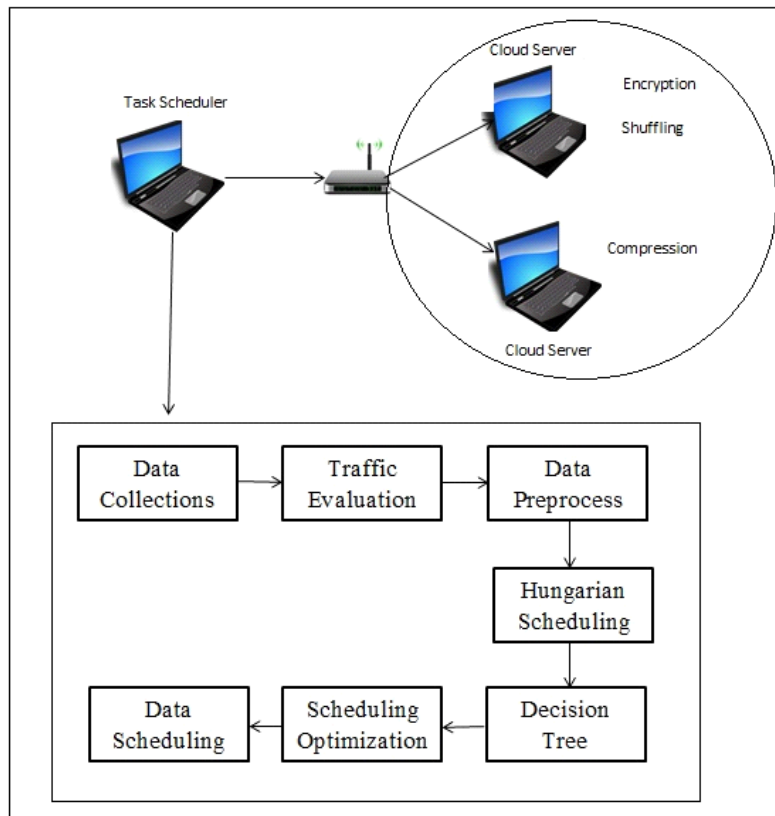 Cloud Server
Encryption
Task Scheduler
Shuffling
Compression
Cloud Server
Data
Collections
Traffic
Evaluation
Data
Preprocess
Hungarian
Scheduling
Decision
Tree
Scheduling
Optimization
Data
Scheduling